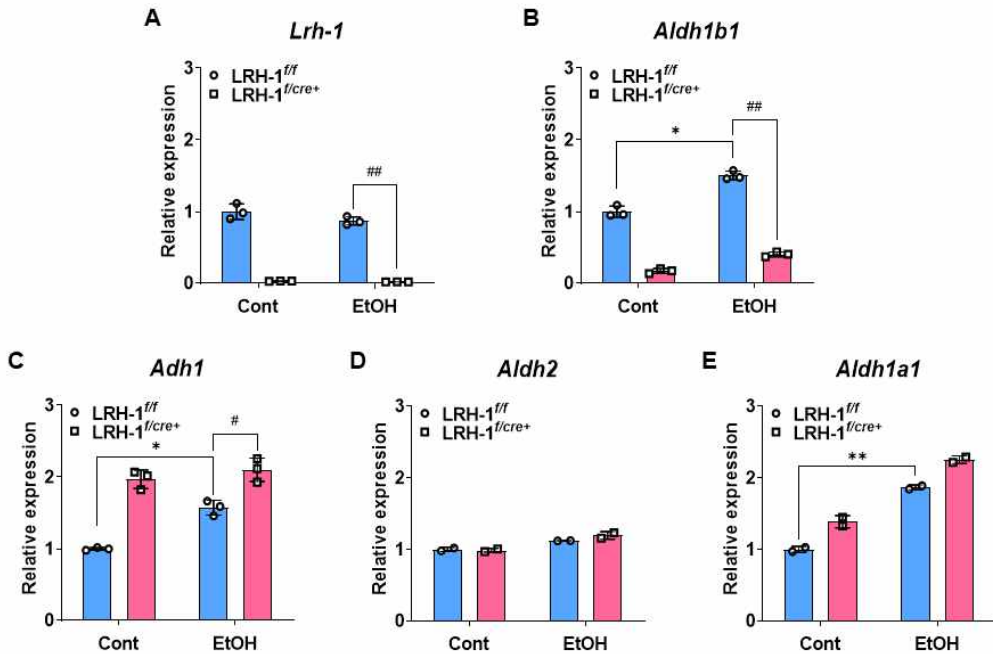 A
Lrh-1
LRH-1f/f
LRH-1f/cre+
Relative expression
3
2
1
0
##
Cont
EtOH
B
Aldh1b1
LRH-1f/f
LRH-1f/cre+
Relative expression
3
2
1
0
*
##
Cont
EtOH
C
Adh1
LRH-1f/f
LRH-1f/cre+
Relative expression
3
2
1
0
*
#
Cont
EtOH
D
Aldh2
LRH-1f/f
LRH-1f/cre+
Relative expression
3
2
1
0
Cont
EtOH
E
Aldh1a1
LRH-1f/f
LRH-1f/cre+
Relative expression
3
2
1
0
**
Cont
EtOH